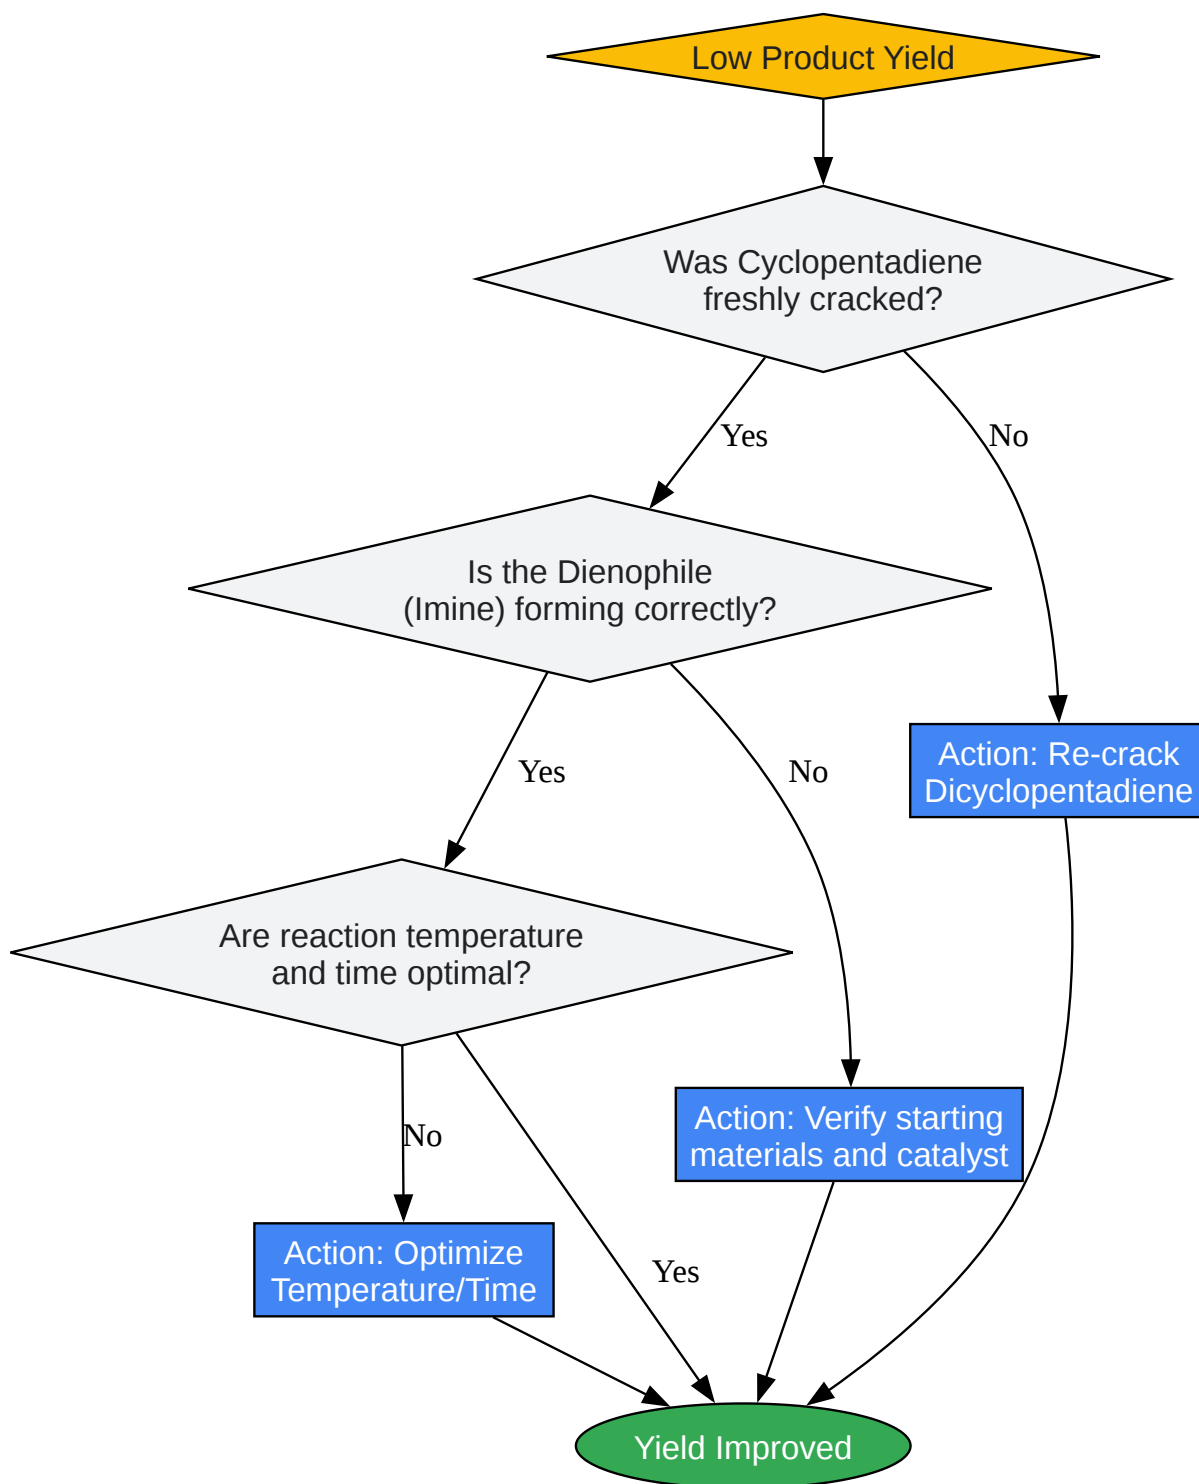 Low Product Yield
Was Cyclopentadiene
freshly cracked?
Yes
No
Is the Dienophile
(Imine) forming correctly?
Yes
No
Action: Re-crack
Dicyclopentadiene
Are reaction temperature
and time optimal?
No
Yes
Action: Verify starting
materials and catalyst
Action: Optimize
Temperature/Time
Yield Improved